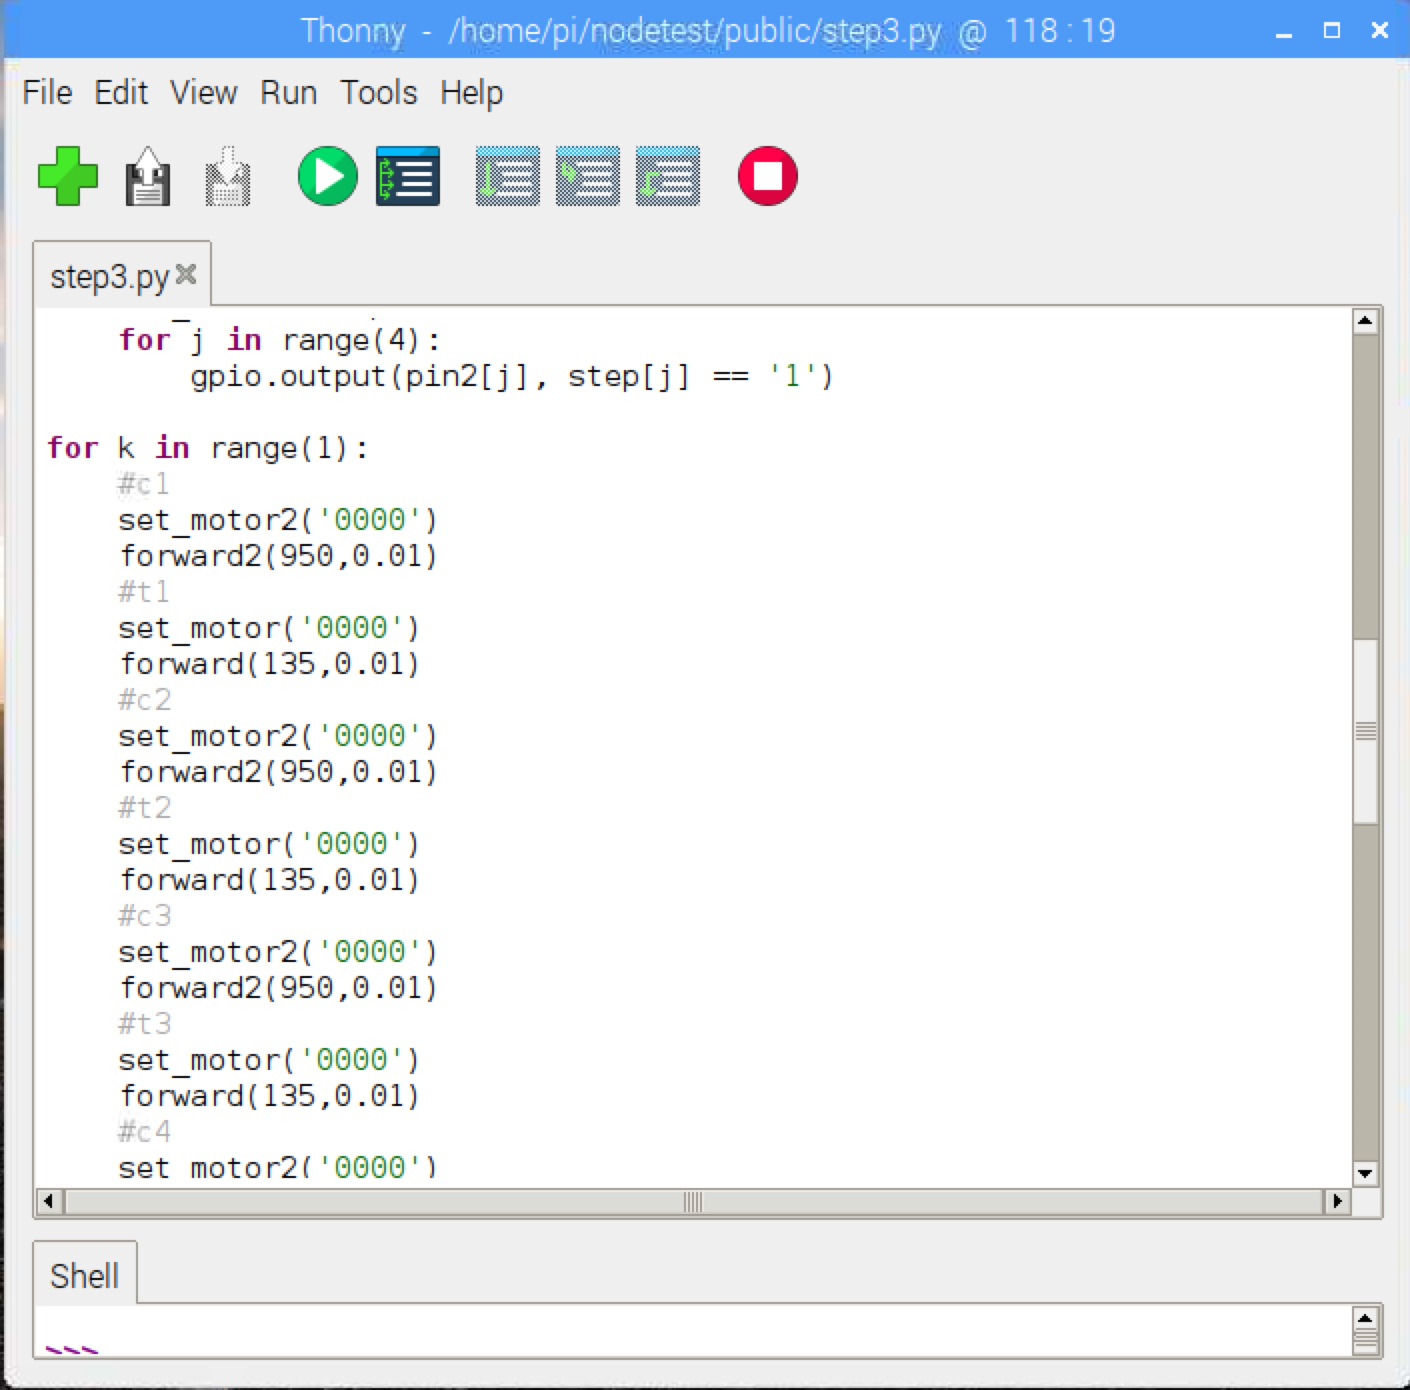 Thonny - /home/pi/nodetest/public/step3.py @ 118 : 19
File Edit View Run Tools Help
step3.py
for j in range(4):
gpio.output(pin2[j], step[j] == '1')
for k in range(1):
#c1
set_motor2('0000')
forward2(950,0.01)
#t1
set_motor('0000')
forward(135,0.01)
#c2
set_motor2('0000')
forward2(950,0.01)
#t2
set_motor('0000')
forward(135,0.01)
#c3
set_motor2('0000')
forward2(950,0.01)
#t3
set_motor('0000')
forward(135,0.01)
#c4
set motor2('0000')
Shell